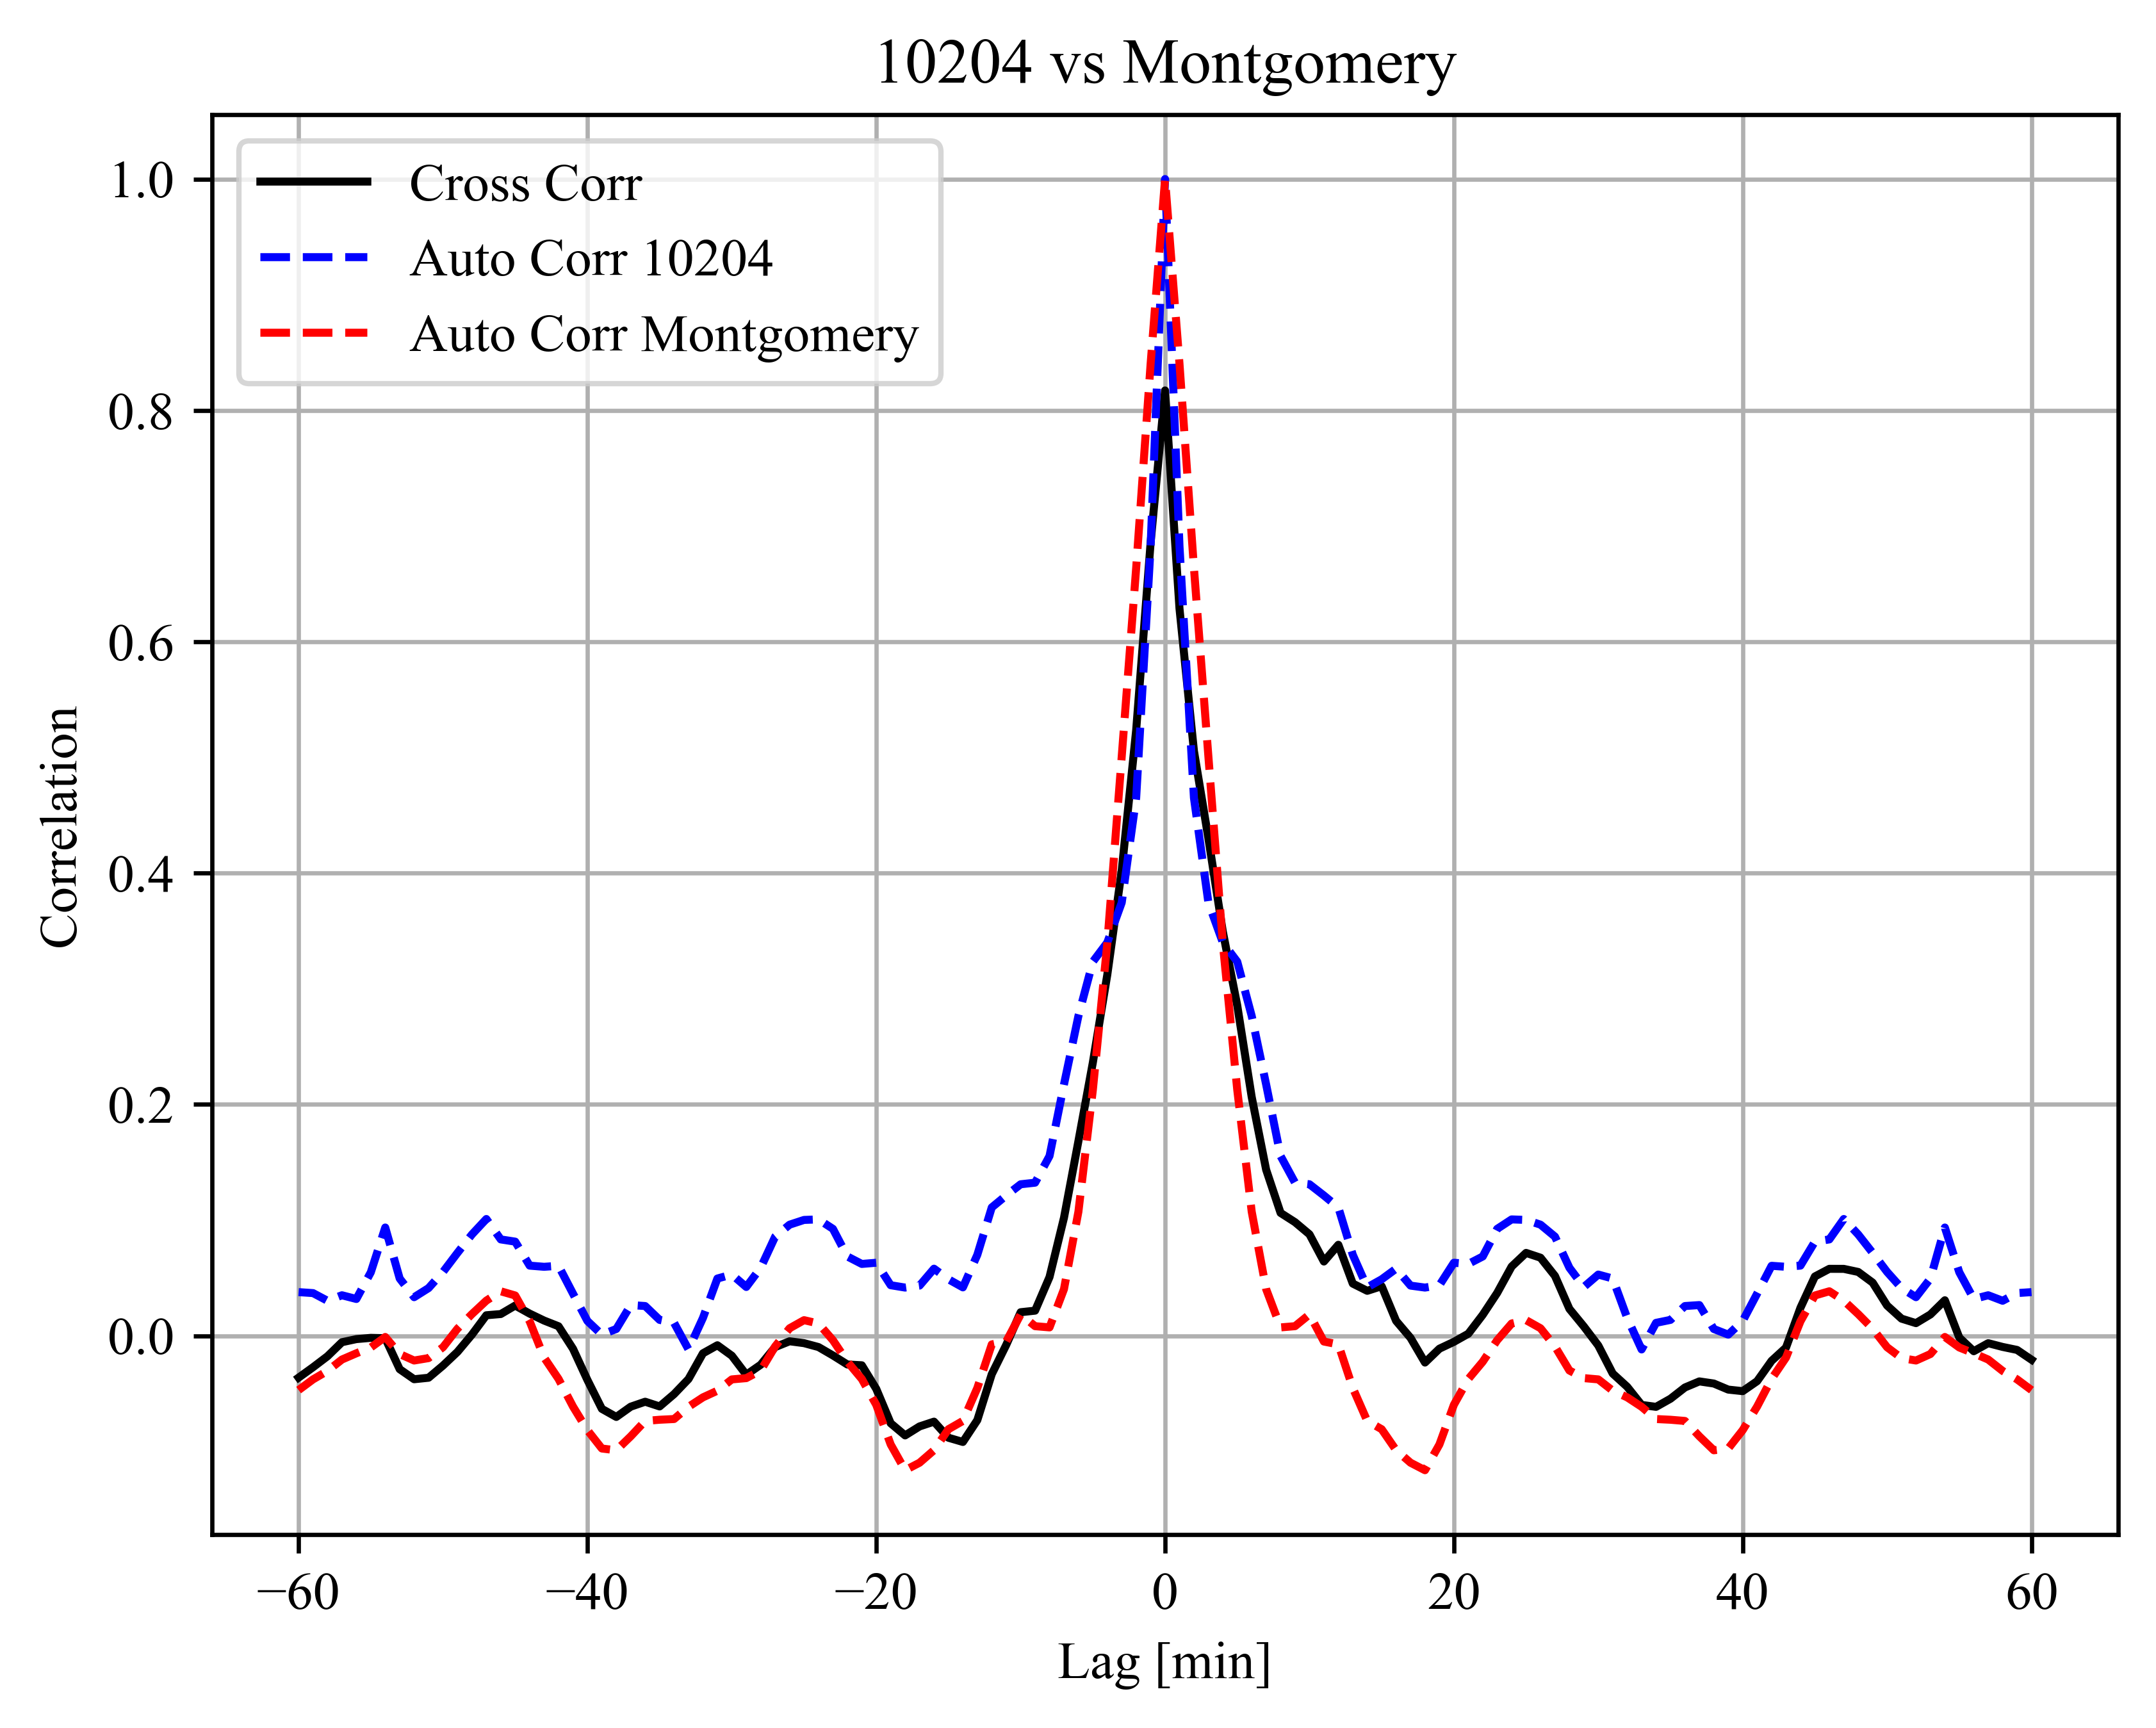 10204 vs Montgomery
Cross Corr
Auto Corr 10204
Auto Corr Montgomery
1.0
0.8
0.6
0.4
0.2
0.0
Correlation
−60 −40 −20 0 20 40 60
Lag [min]